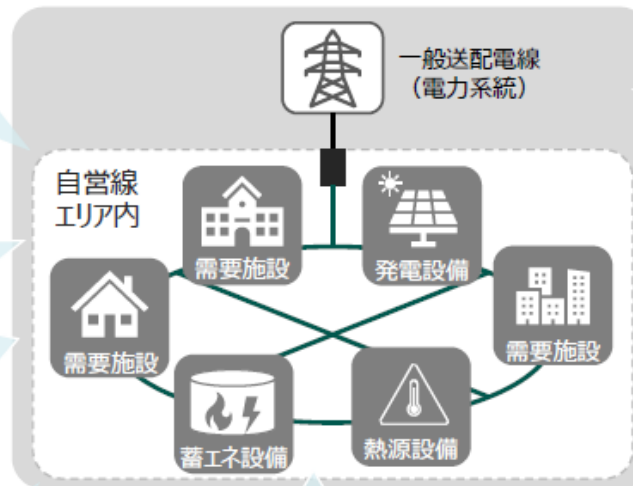 一般送配電線
（電力系統）
自営線
エリア内
需要施設
発電設備
需要施設
需要施設
蓄エネ設備
熱源設備